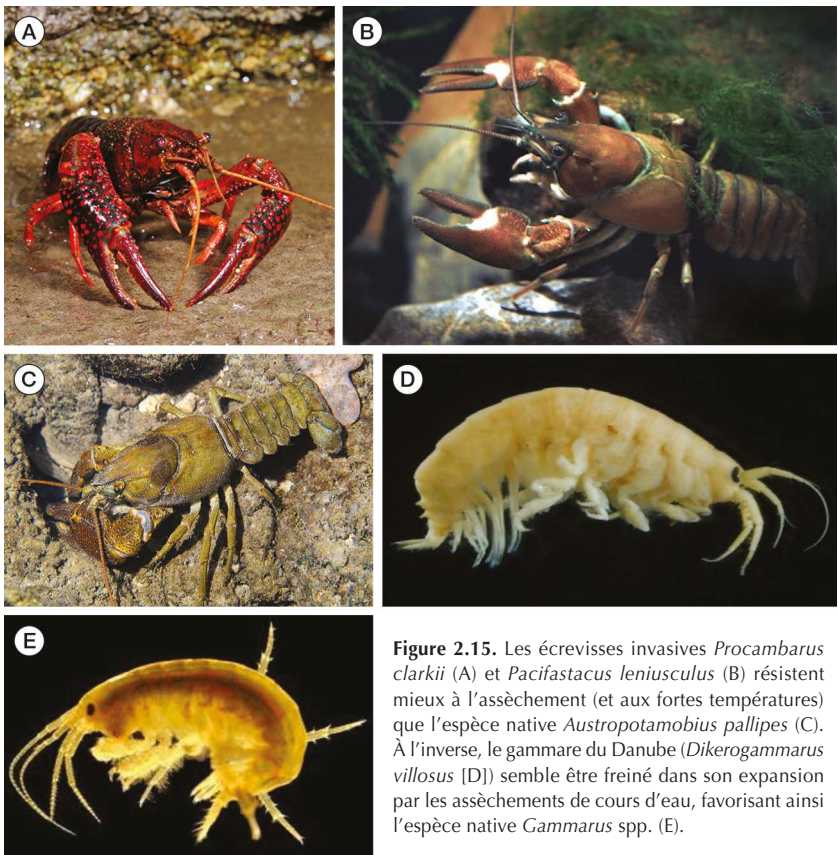 A
B
C
D
E
Figure 2.15. Les écrevisses invasives Procambarus
clarkii (A) et Pacifastacus leniusculus (B) résistent
mieux à l'assèchement (et aux fortes températures)
que l'espèce native Austropotamobius pallipes (C).
À l'inverse, le gammare du Danube (Dikerogammarus
villosus [D]) semble être freiné dans son expansion
par les assèchements de cours d'eau, favorisant ainsi
l'espèce native Gammarus spp. (E).